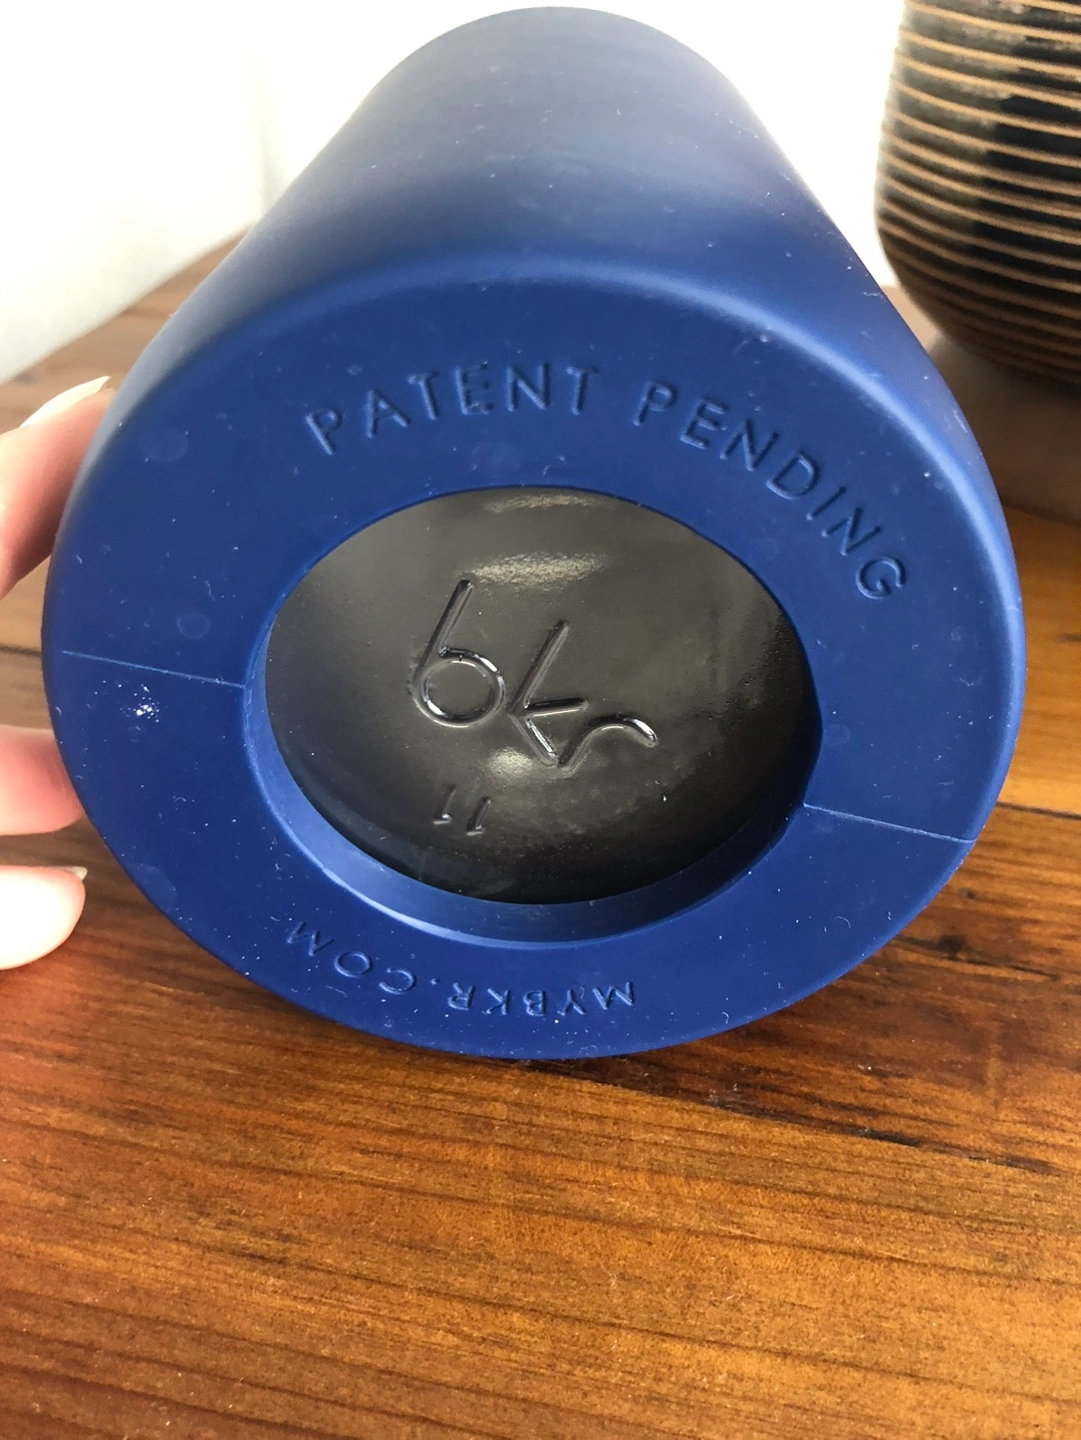 PATENT PENDING
bkr
11
MYBKR.COM